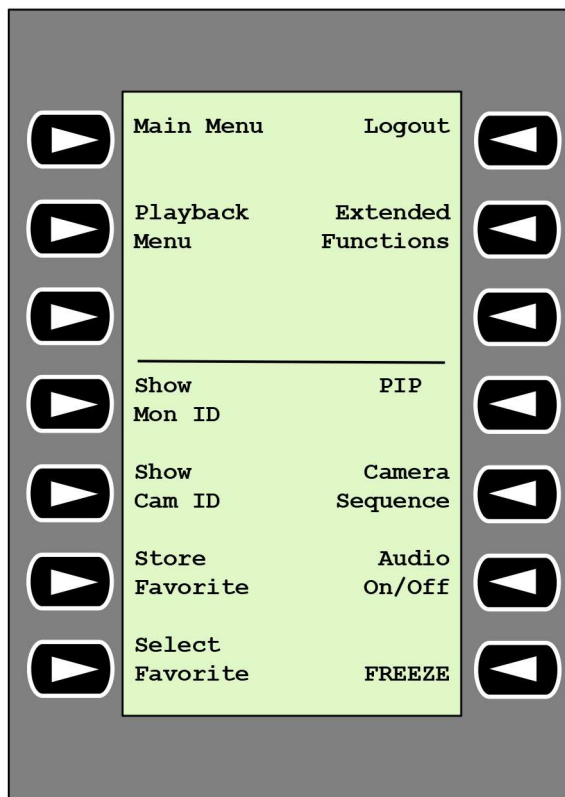 Main Menu Logout
Playback Extended
Menu Functions
Show PIP
Mon ID
Show Camera
Cam ID Sequence
Store Audio
Favorite On/Off
Select
Favorite FREEZE